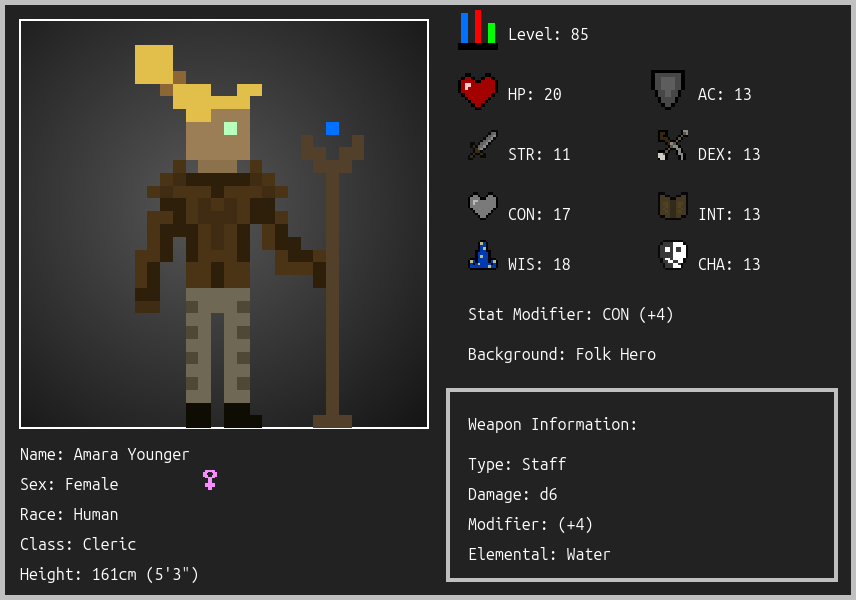 Level: 85
HP: 20
AC: 13
STR: 11
DEX: 13
CON: 17
INT: 13
WIS: 18
CHA: 13
Stat Modifier: CON (+4)
Background: Folk Hero
Weapon Information:
Type: Staff
Damage: d6
Modifier: (+4)
Elemental: Water
Name: Amara Younger
Sex: Female
Race: Human
Class: Cleric
Height: 161cm (5'3")